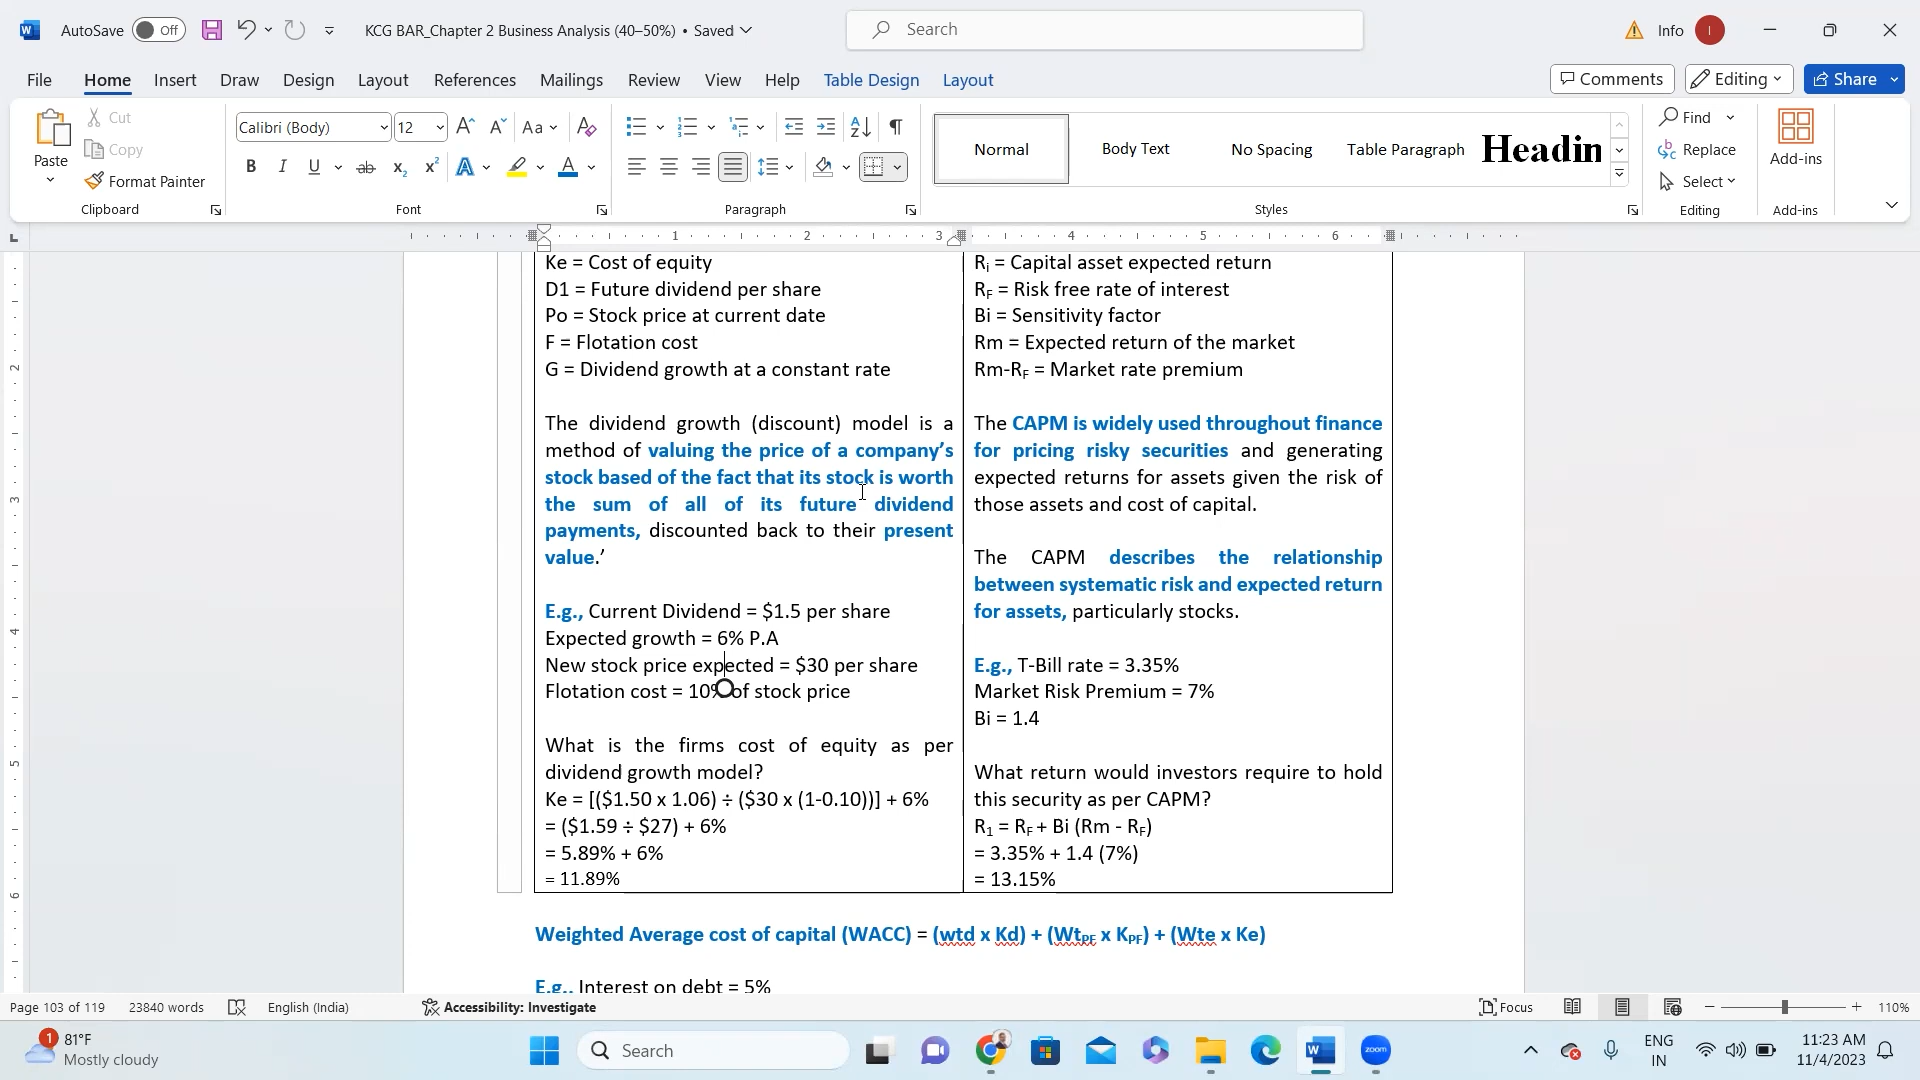 AutoSave Off KCG BAR_Chapter 2 Business Analysis (40–50%) • Saved Search Info I
File Home Insert Draw Design Layout References Mailings Review View Help Table Design Layout Comments Editing Share
Paste Cut Copy Format Painter Clipboard
Calibri (Body) 12 Font
Paragraph
Normal Body Text No Spacing Table Paragraph Headin Styles
Find Replace Select Editing
Add-ins Add-ins
1 2 3 4 5 6
Ke = Cost of equity
D1 = Future dividend per share
Po = Stock price at current date
F = Flotation cost
G = Dividend growth at a constant rate
The dividend growth (discount) model is a
method of valuing the price of a company’s
stock based of the fact that its stock is worth
the sum of all of its future dividend
payments, discounted back to their present
value.’
E.g., Current Dividend = $1.5 per share
Expected growth = 6% P.A
New stock price expected = $30 per share
Flotation cost = 10% of stock price
What is the firms cost of equity as per
dividend growth model?
Ke = [($1.50 x 1.06) ÷ ($30 x (1-0.10))] + 6%
= ($1.59 ÷ $27) + 6%
= 5.89% + 6%
= 11.89%
Ri = Capital asset expected return
RF = Risk free rate of interest
Bi = Sensitivity factor
Rm = Expected return of the market
Rm-RF = Market rate premium
The CAPM is widely used throughout finance
for pricing risky securities and generating
expected returns for assets given the risk of
those assets and cost of capital.
The CAPM describes the relationship
between systematic risk and expected return
for assets, particularly stocks.
E.g., T-Bill rate = 3.35%
Market Risk Premium = 7%
Bi = 1.4
What return would investors require to hold
this security as per CAPM?
R1 = RF + Bi (Rm - RF)
= 3.35% + 1.4 (7%)
= 13.15%
Weighted Average cost of capital (WACC) = (wtd x Kd) + (WtPF x KPF) + (Wte x Ke)
E.g., Interest on debt = 5%
2
3
4
5
6
Page 103 of 119 23840 words English (India) Accessibility: Investigate Focus 110%
1 81°F
Mostly cloudy
Search
zoom
ENG
IN
11:23 AM
11/4/2023